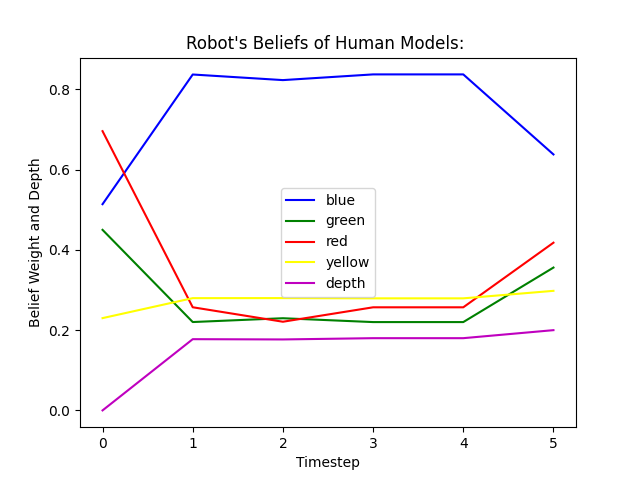 Robot's Beliefs of Human Models:
Belief Weight and Depth
0.8
0.6
0.4
0.2
0.0
blue
green
red
yellow
depth
0 1 2 3 4 5
Timestep